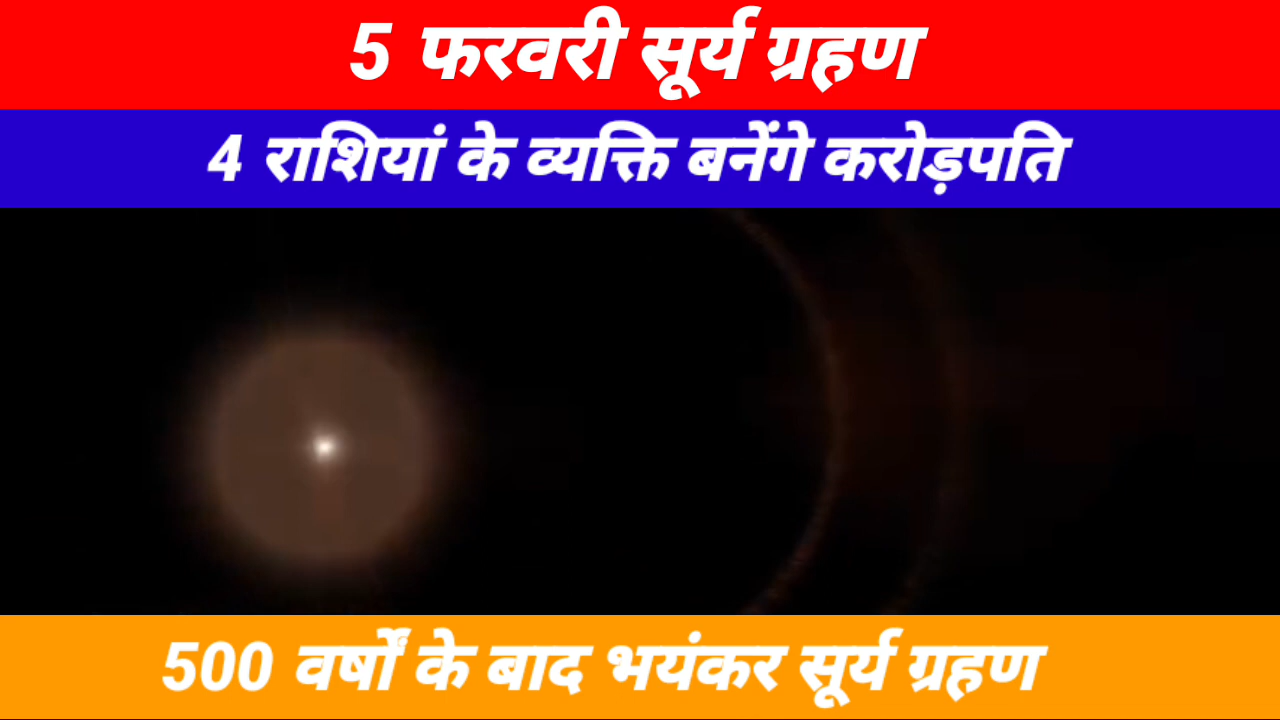 5 फरवरी सूर्य ग्रहण
4 राशियां के व्यक्ति बनेंगे करोड़पति
500 वर्षों के बाद भयंकर सूर्य ग्रहण